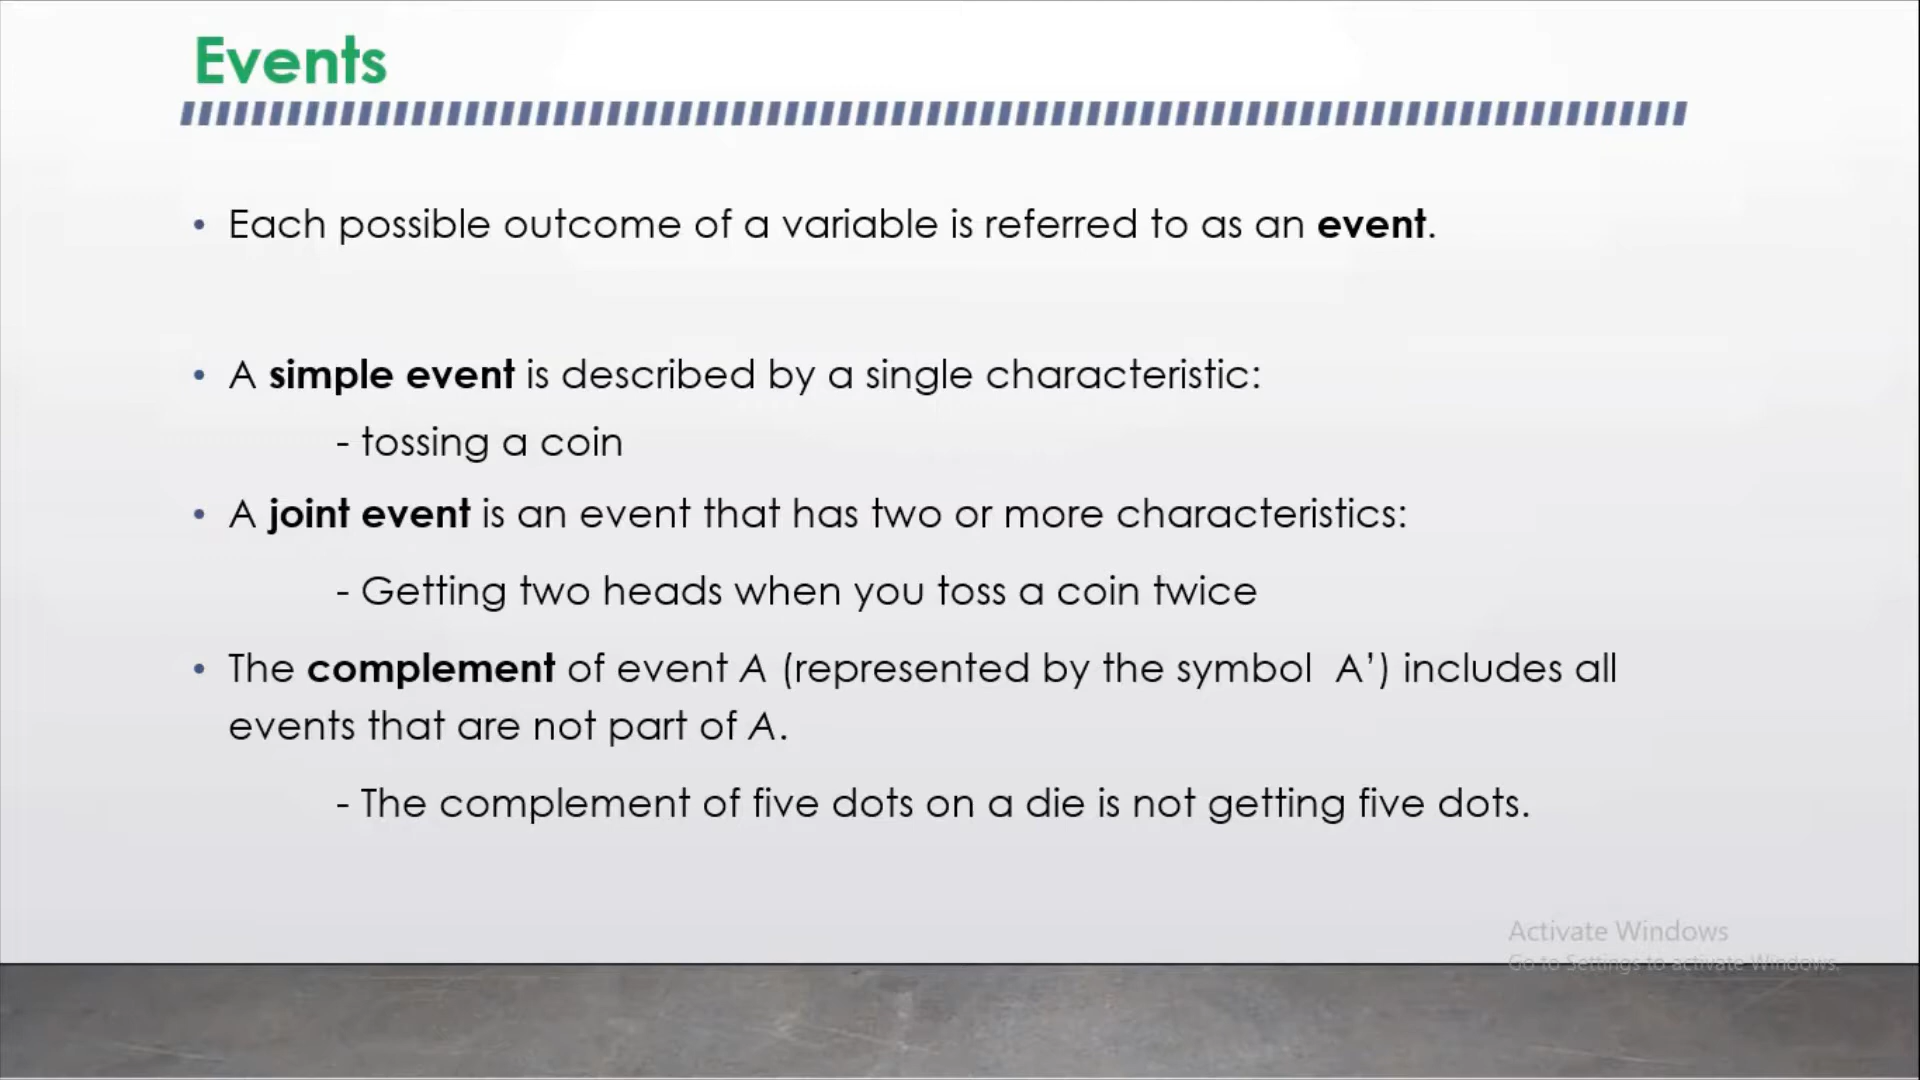 Events
• Each possible outcome of a variable is referred to as an event.
• A simple event is described by a single characteristic:
- tossing a coin
• A joint event is an event that has two or more characteristics:
- Getting two heads when you toss a coin twice
• The complement of event A (represented by the symbol A’) includes all
events that are not part of A.
- The complement of five dots on a die is not getting five dots.
Activate Windows
Go to Settings to activate Windows.